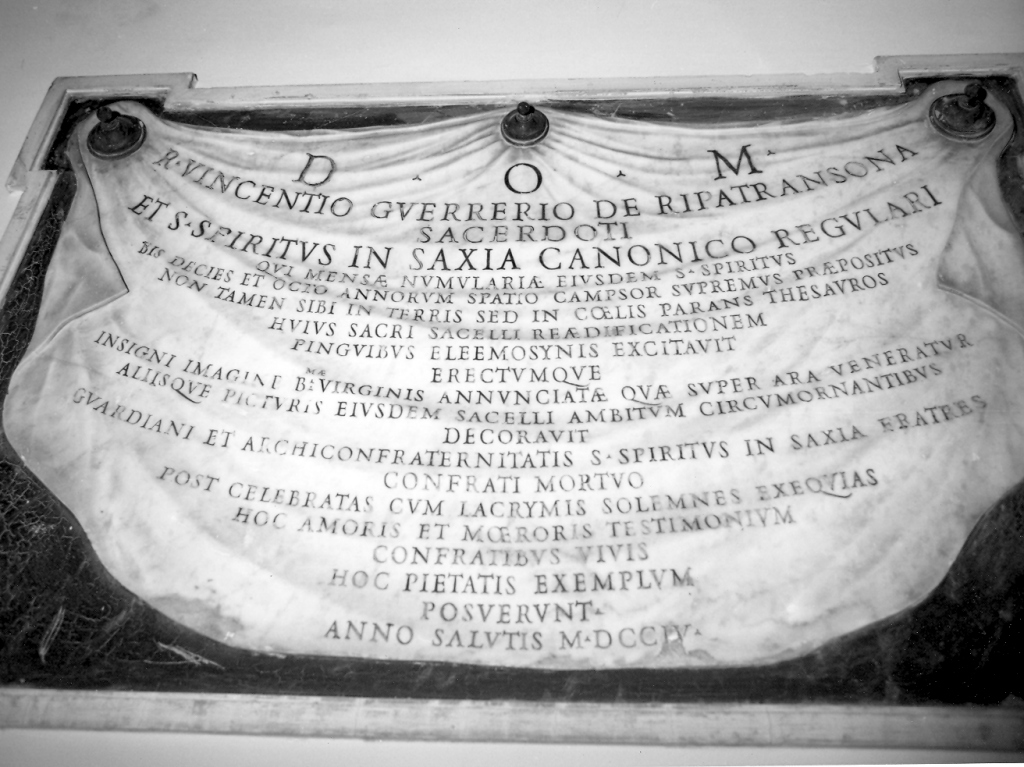 D · O · M ·
R · VINCENTIO GVERRERIO DE RIPATRANSONA
SACERDOTI
ET S · SPIRITVS IN SAXIA CANONICO REGVLARI
QVI MENSÆ NVMVLARIÆ EIVSDEM S · SPIRITVS
BIS DECIES ET OCTO ANNORVM SPATIO CAMPSOR SVPREMVS PRÆPOSITVS
NON TAMEN SIBI IN TERRIS SED IN CŒLIS PARANS THESAVROS
HVIVS SACRI SACELLI REÆDIFICATIONEM
PINGVIBVS ELEEMOSYNIS EXCITAVIT
ERECTVMQVE
INSIGNI IMAGINE B MÆ VIRGINIS ANNVNCIATÆ QVÆ SVPER ARA VENERATVR
ALIISQVE PICTVRIS EIVSDEM SACELLI AMBITVM CIRCVMORNANTIBVS
DECORAVIT
GVARDIANI ET ARCHICONFRATERNITATIS S · SPIRITVS IN SAXIA FRATRES
CONFRATI MORTVO
POST CELEBRATAS CVM LACRYMIS SOLEMNES EXEQVIAS
HOC AMORIS ET MŒRORIS TESTIMONIVM
CONFRATIBVS VIVIS
HOC PIETATIS EXEMPLVM
POSVERVNT ·
ANNO SALVTIS M · DCCIV ·